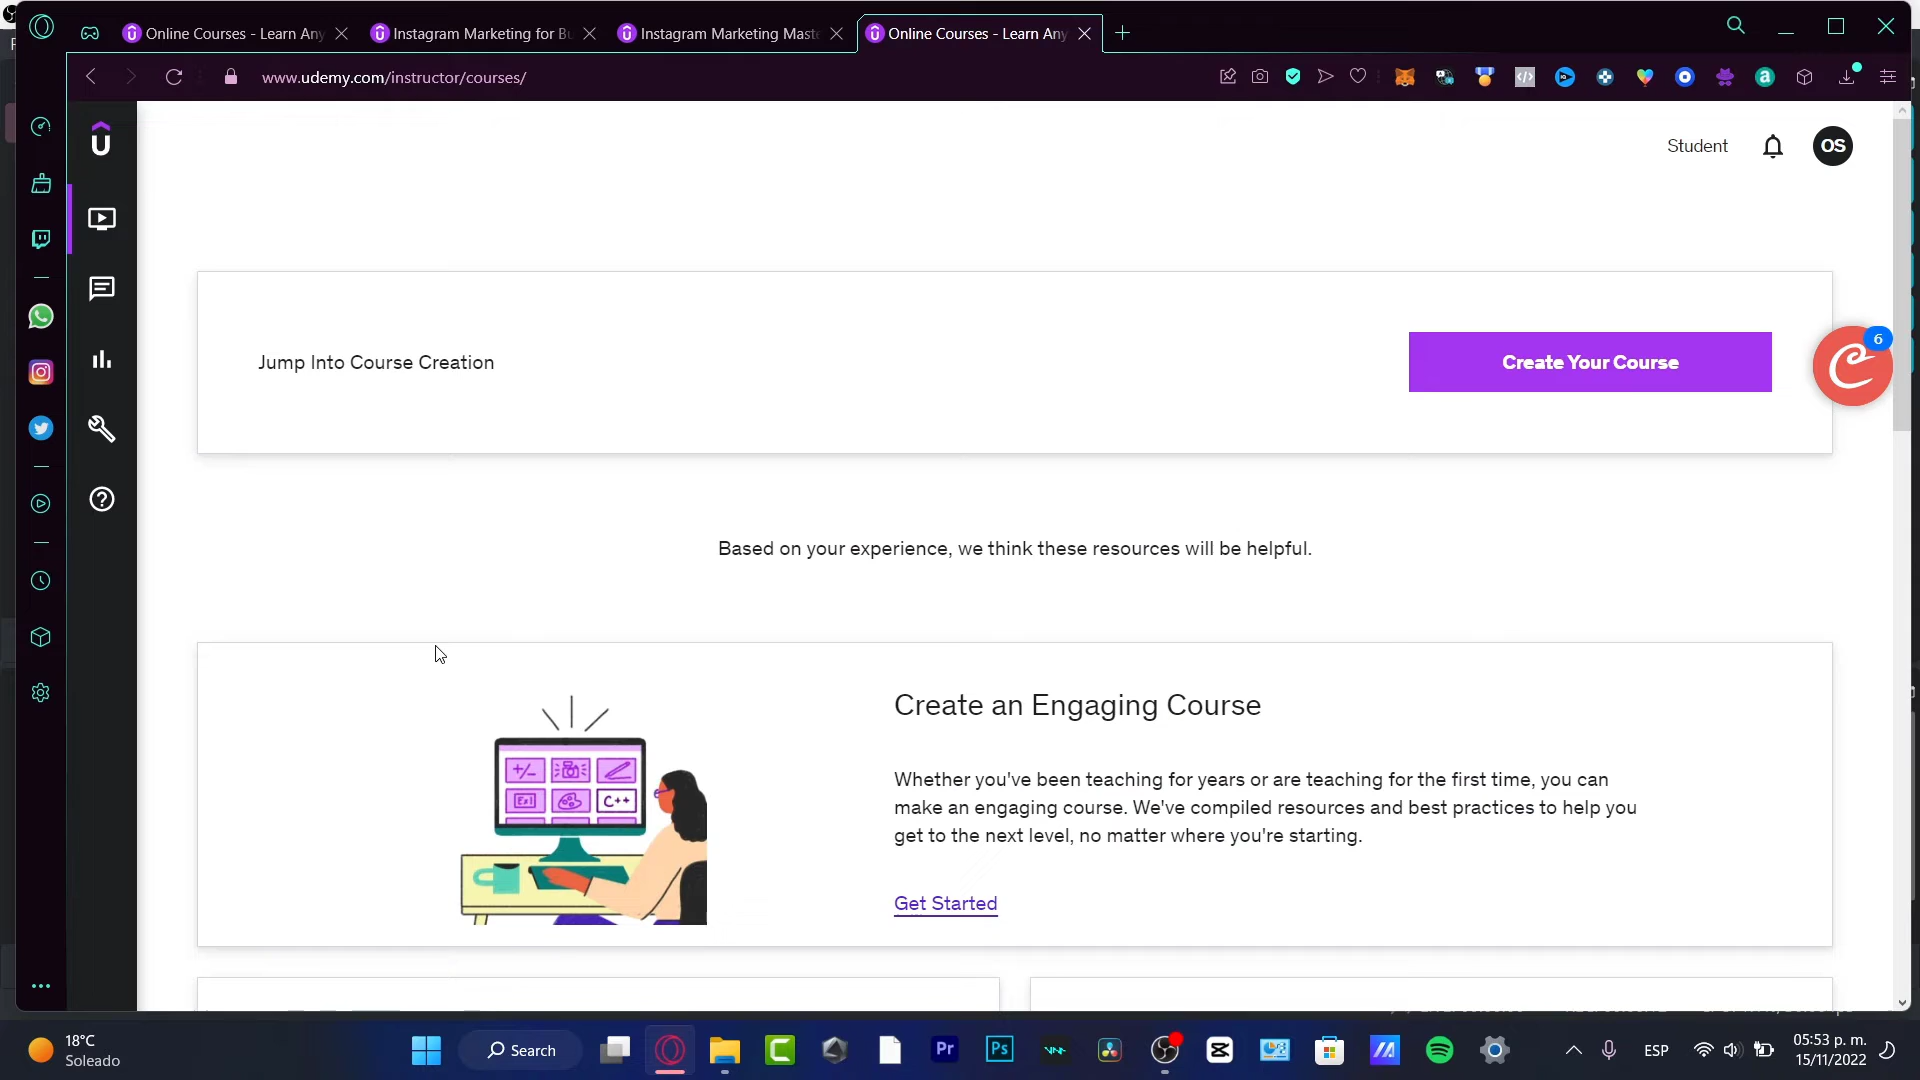 Online Courses - Learn Any
Instagram Marketing for Bu
Instagram Marketing Maste
Online Courses - Learn Any
www.udemy.com/instructor/courses/
Student
OS
Jump Into Course Creation
Create Your Course
6
Based on your experience, we think these resources will be helpful.
Create an Engaging Course
Whether you've been teaching for years or are teaching for the first time, you can
make an engaging course. We've compiled resources and best practices to help you
get to the next level, no matter where you're starting.
Get Started
+/-
C++
18°C
Soleado
Search
Pr
Ps
ESP
05:53 p. m.
15/11/2022